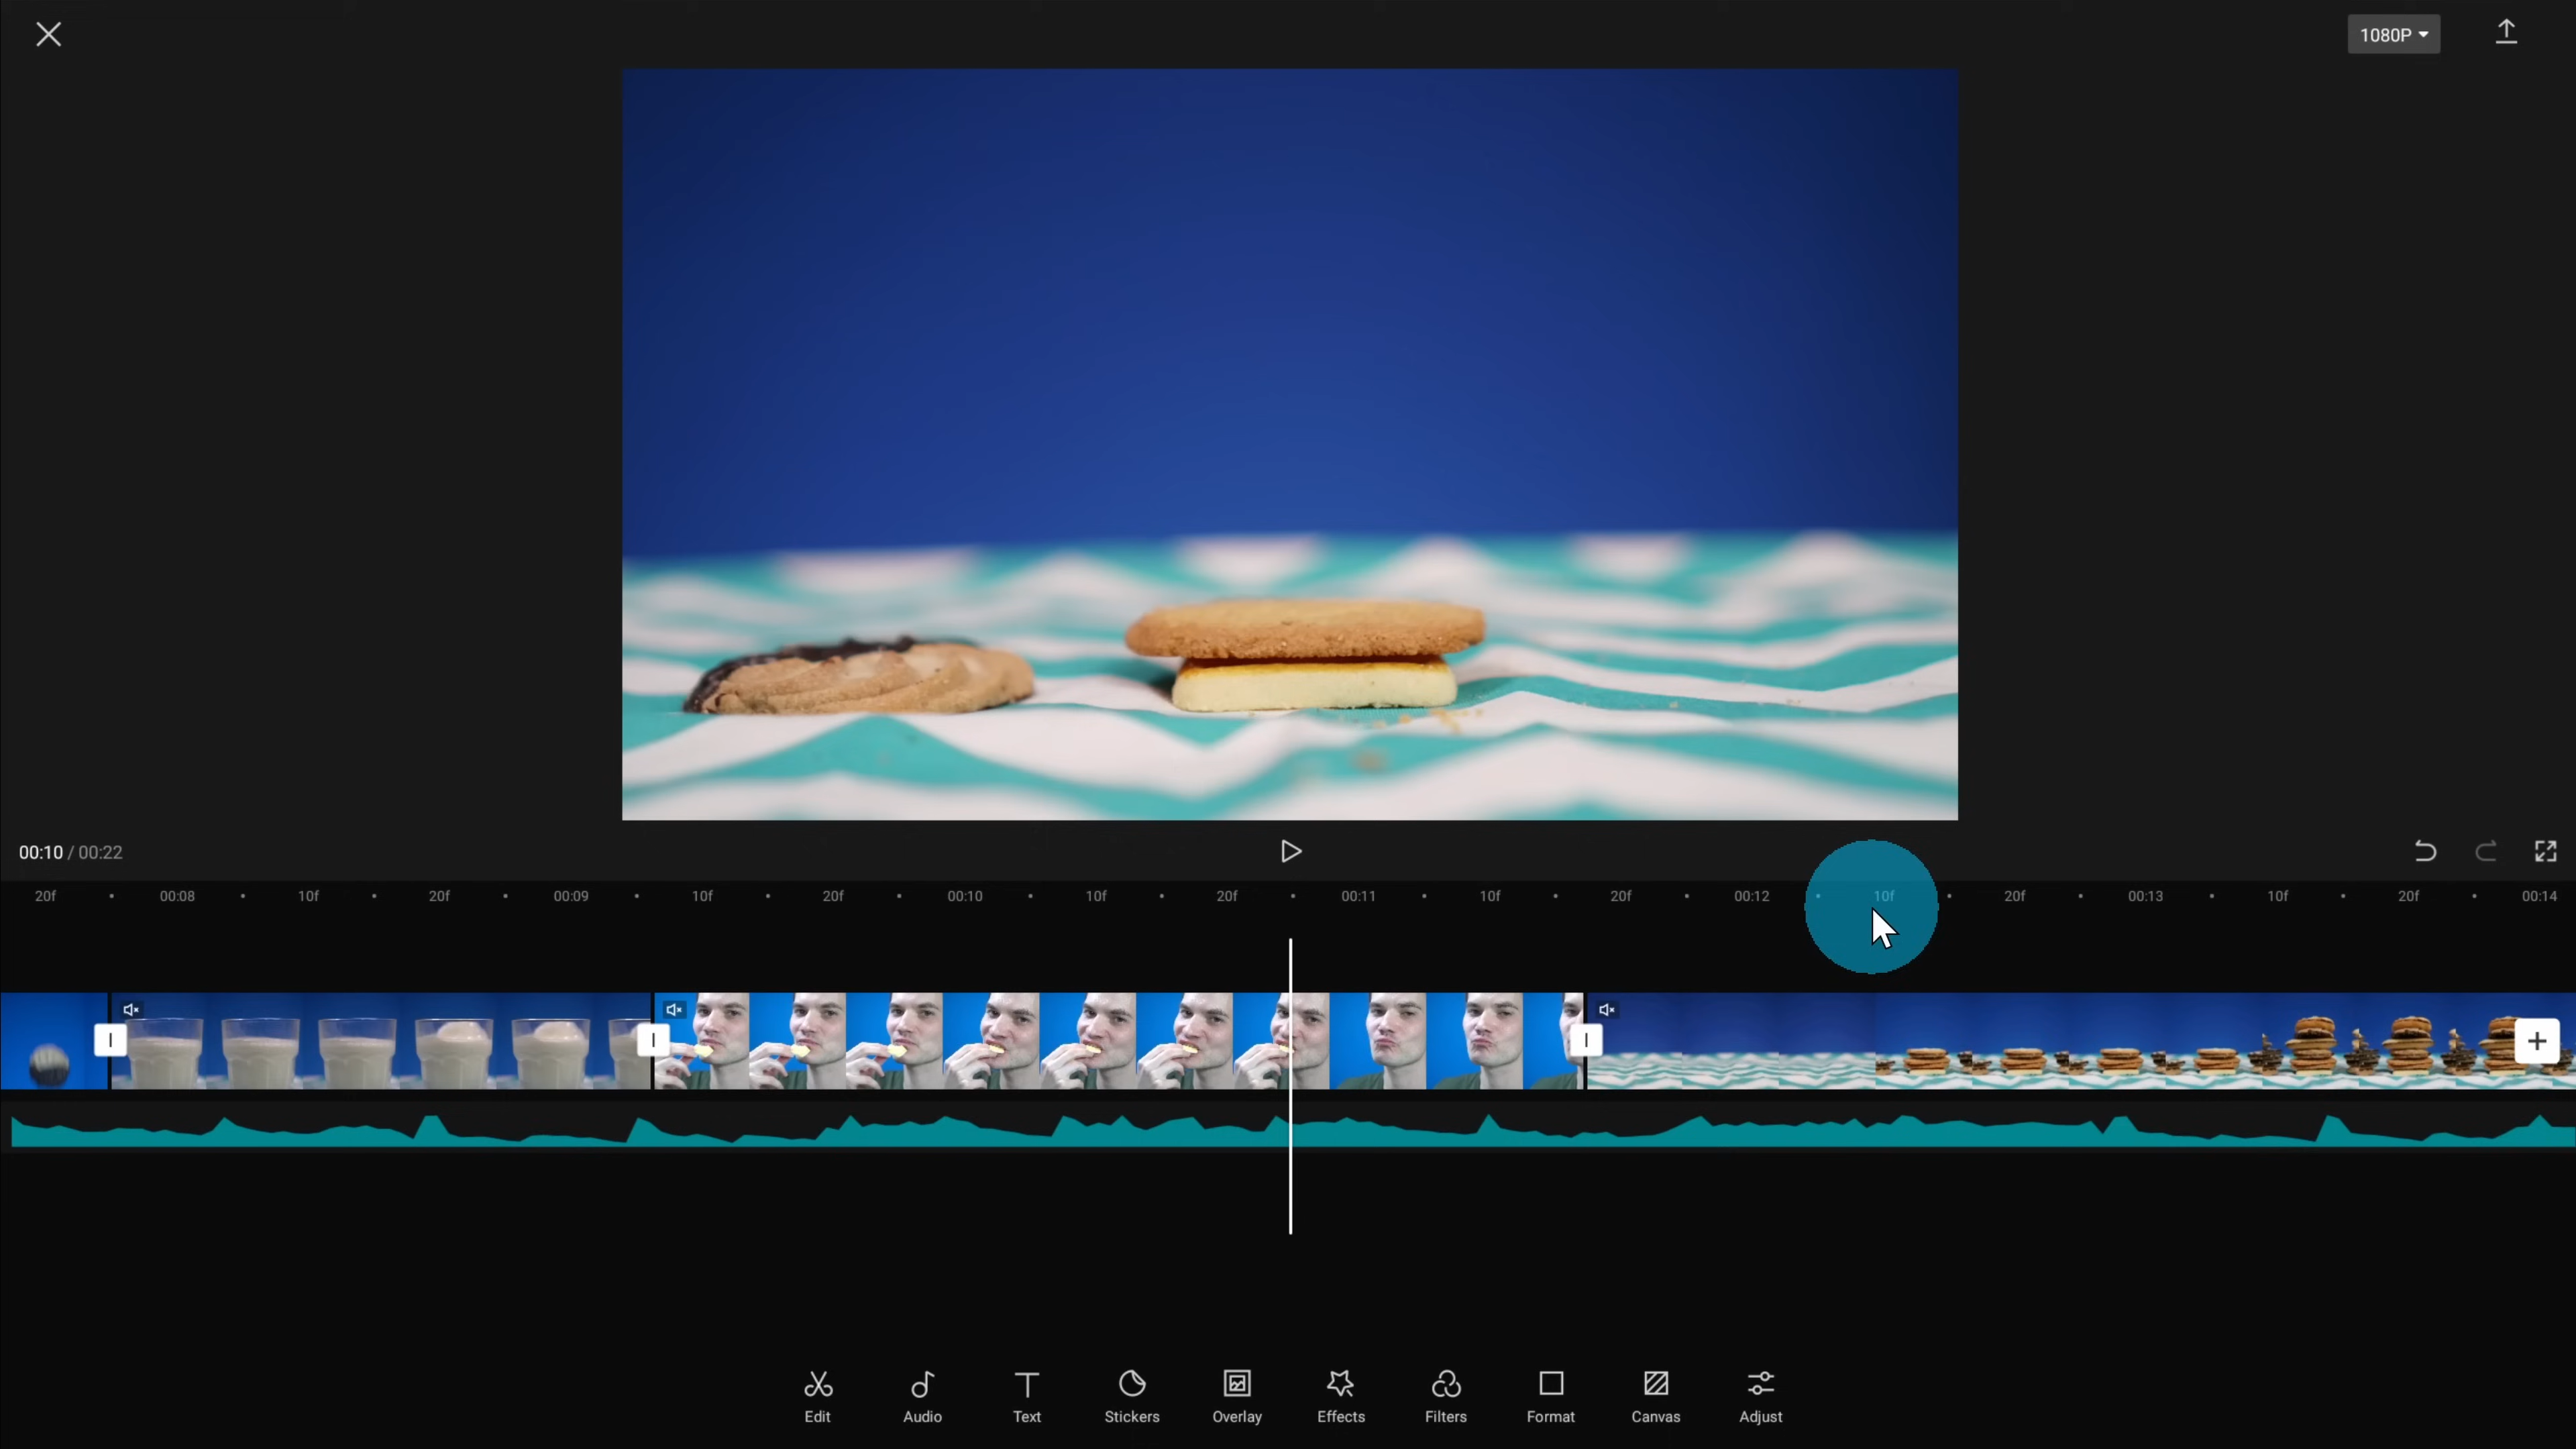 1080P
00:10 / 00:22
20f 00:08 10f 20f 00:09 10f 20f 00:10 10f 20f 00:11 10f 20f 00:12 10f 20f 00:13 10f 20f 00:14
Edit Audio Text Stickers Overlay Effects Filters Format Canvas Adjust